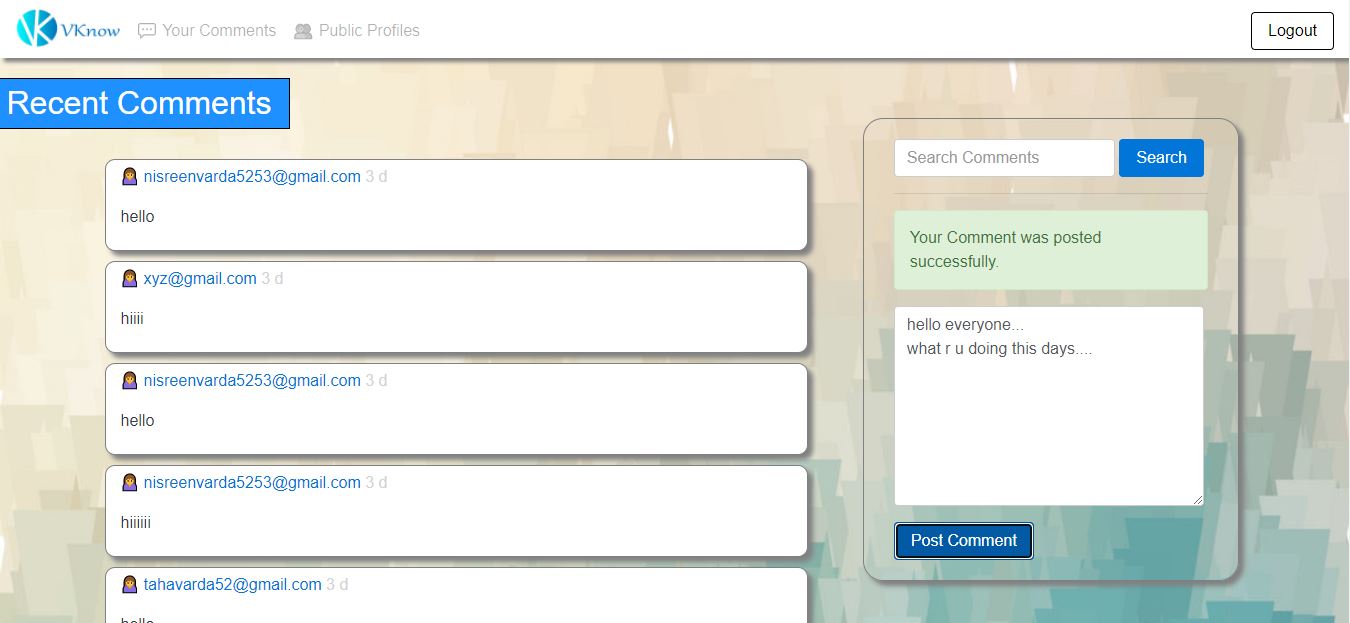 VKnow Your Comments Public Profiles Logout
Recent Comments
nisreenvarda5253@gmail.com 3 d
hello
xyz@gmail.com 3 d
hiiii
nisreenvarda5253@gmail.com 3 d
hello
nisreenvarda5253@gmail.com 3 d
hiiiiii
tahavarda52@gmail.com 3 d
hello
Search Comments Search
Your Comment was posted
successfully.
hello everyone...
what r u doing this days....
Post Comment